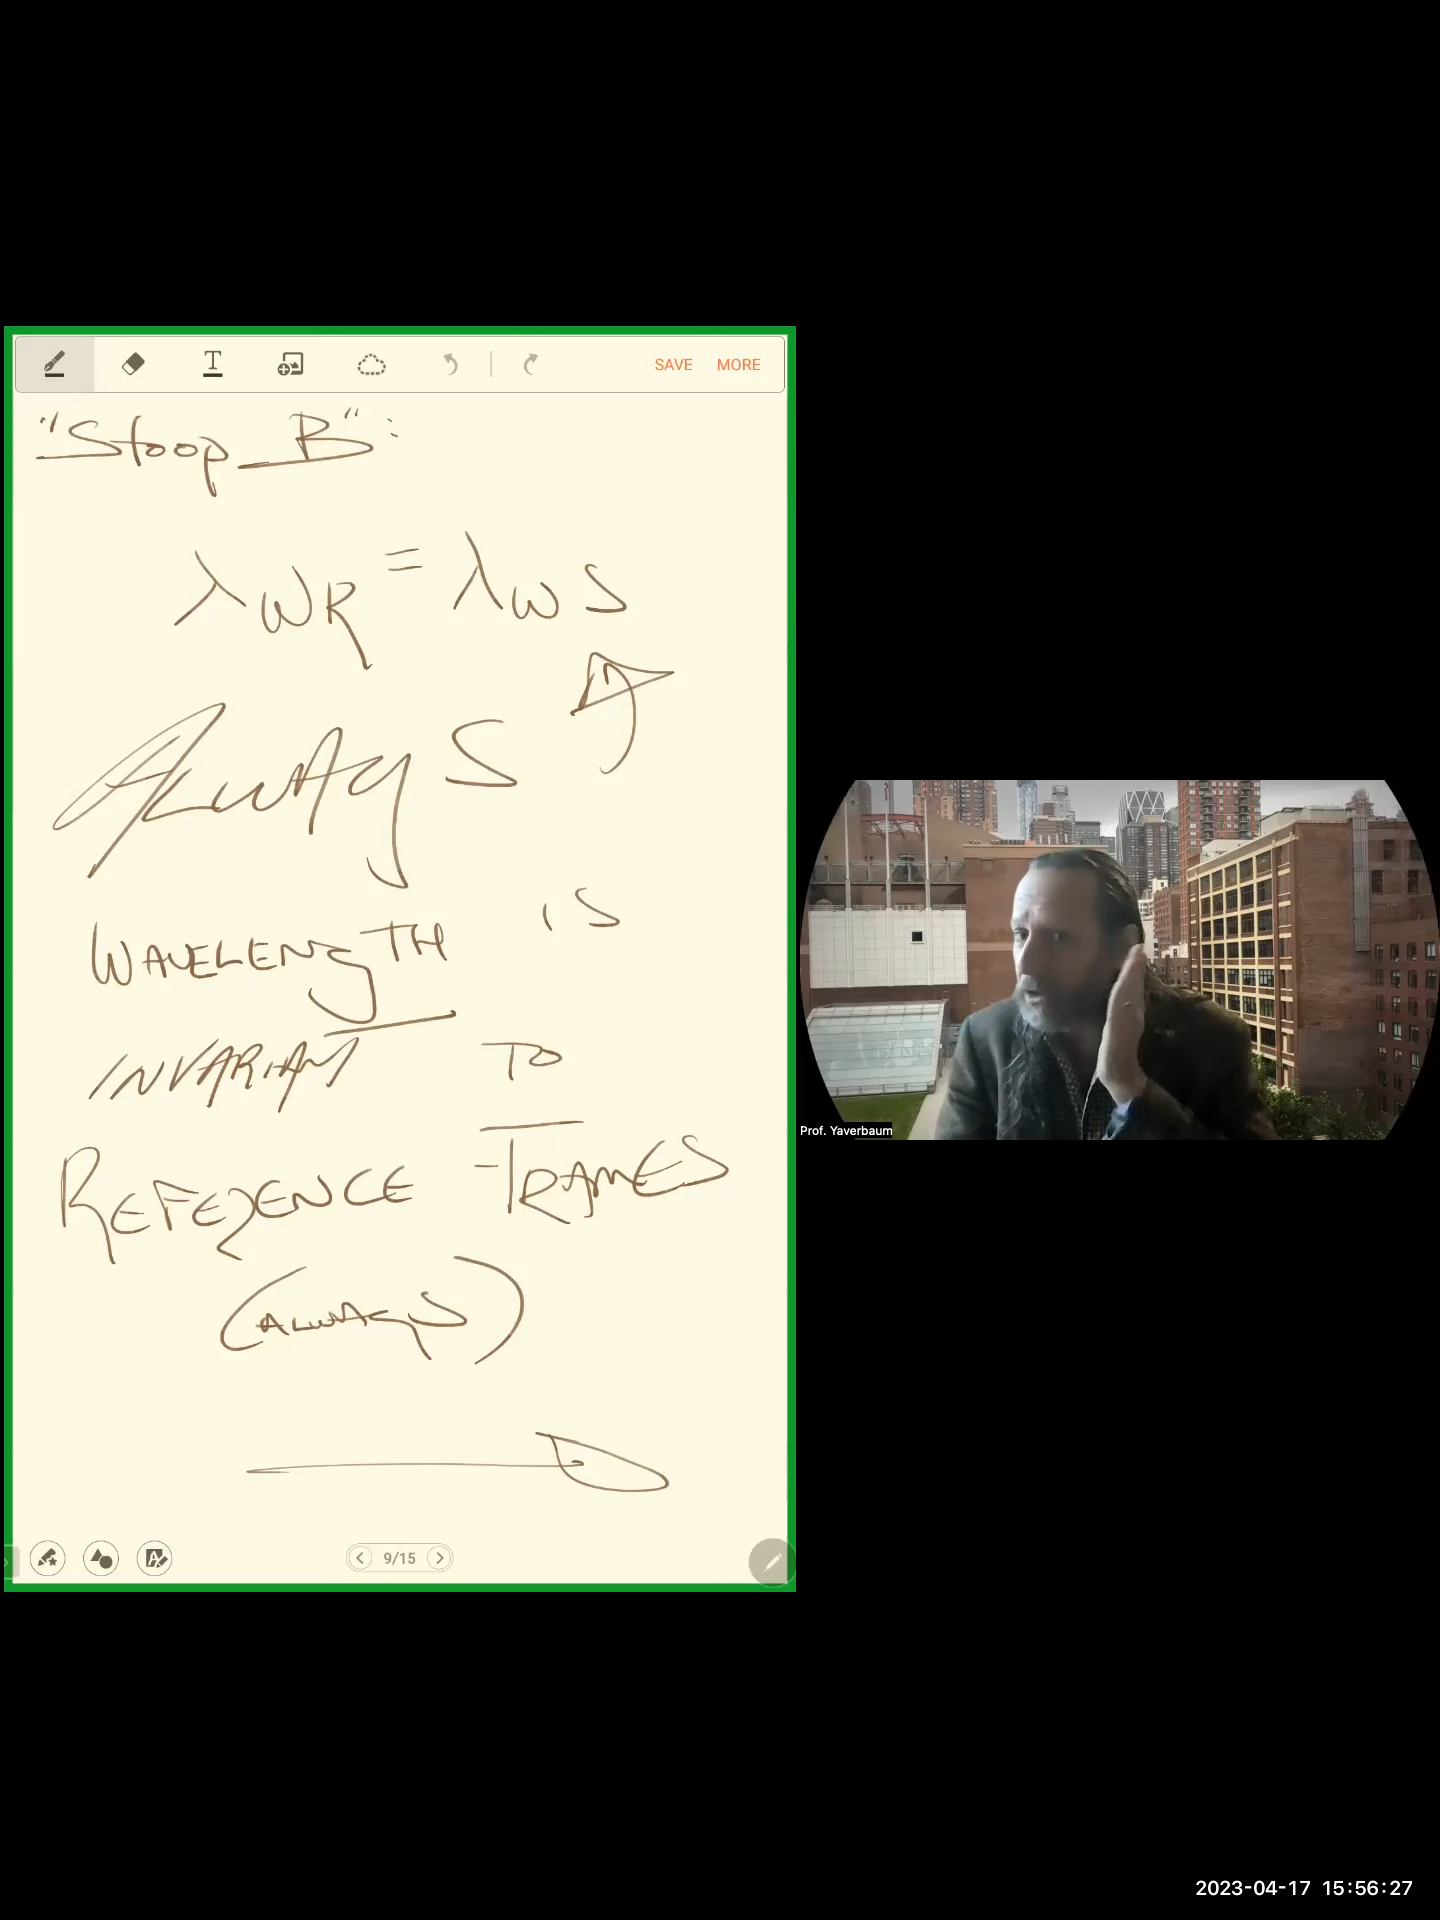 SAVE MORE
"Stoop B":
λWR = λWS
ALWAYS
WAVELENGTH IS
INVARIANT TO
REFERENCE FRAMES
(ALWAYS)
9/15
Prof. Yaverbaum
2023-04-17 15:56:27